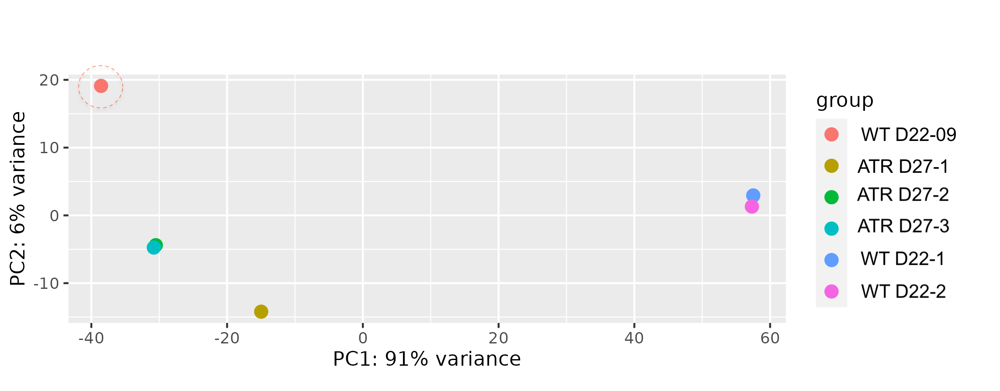 20
10
0
-10
PC2: 6% variance
-40 -20 0 20 40 60
PC1: 91% variance
group
WT D22-09
ATR D27-1
ATR D27-2
ATR D27-3
WT D22-1
WT D22-2